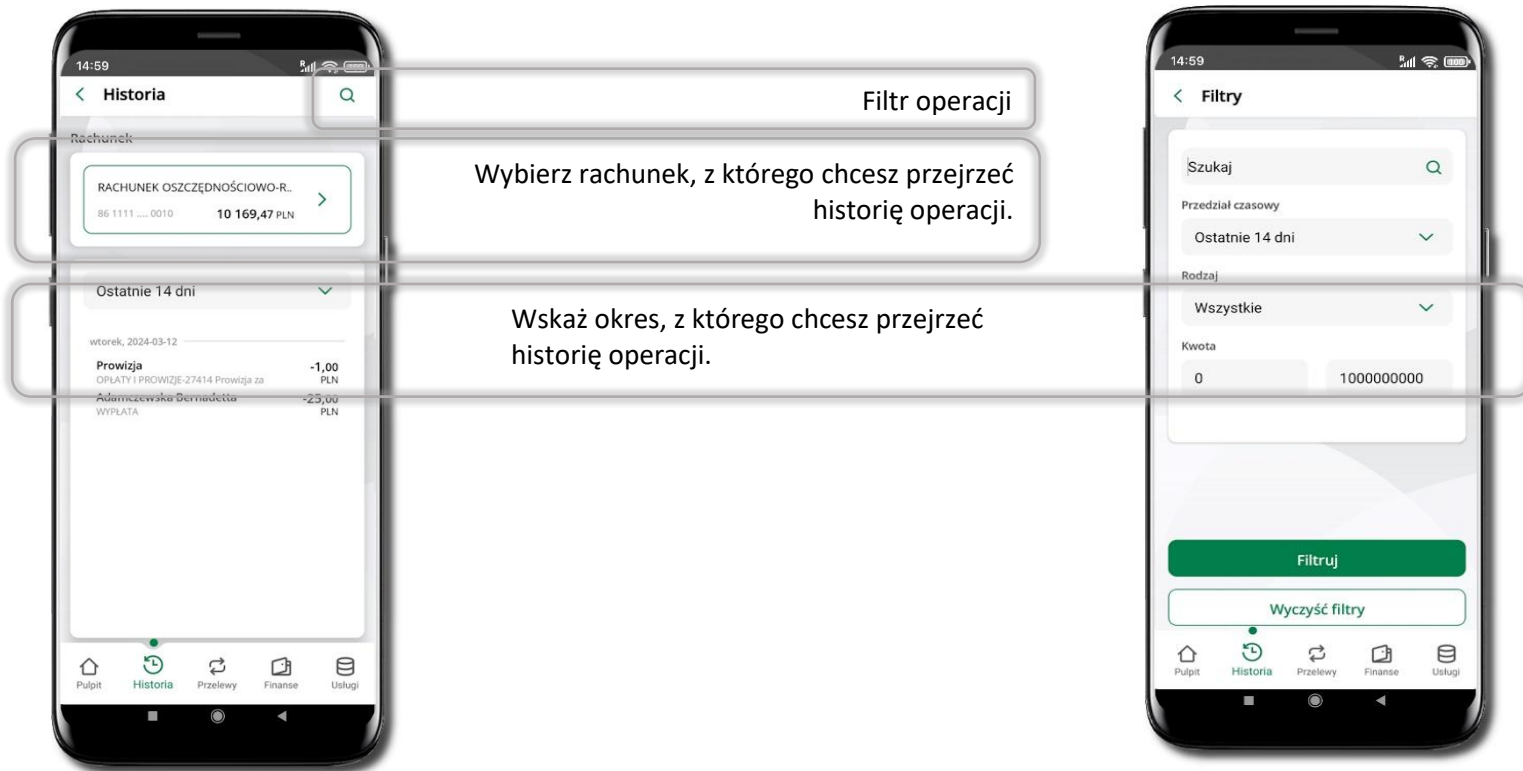 14:59
Historia
Rachunek
RACHUNEK OSZCZĘDNOŚCIOWO-R..
86 1111 .... 0010 10 169,47 PLN
Ostatnie 14 dni
wtorek, 2024-03-12
Prowizja -1,00
OPŁATY I PROWIZJE-27414 Prowizja za PLN
Adamczewska Bernadetta -25,00
WYPŁATA PLN
Pulpit Historia Przelewy Finanse Usługi
Filtr operacji
Wybierz rachunek, z którego chcesz przejrzeć
historię operacji.
Wskaż okres, z którego chcesz przejrzeć
historię operacji.
14:59
Filtry
Szukaj
Przedział czasowy
Ostatnie 14 dni
Rodzaj
Wszystkie
Kwota
0 1000000000
Filtruj
Wyczyść filtry
Pulpit Historia Przelewy Finanse Usługi